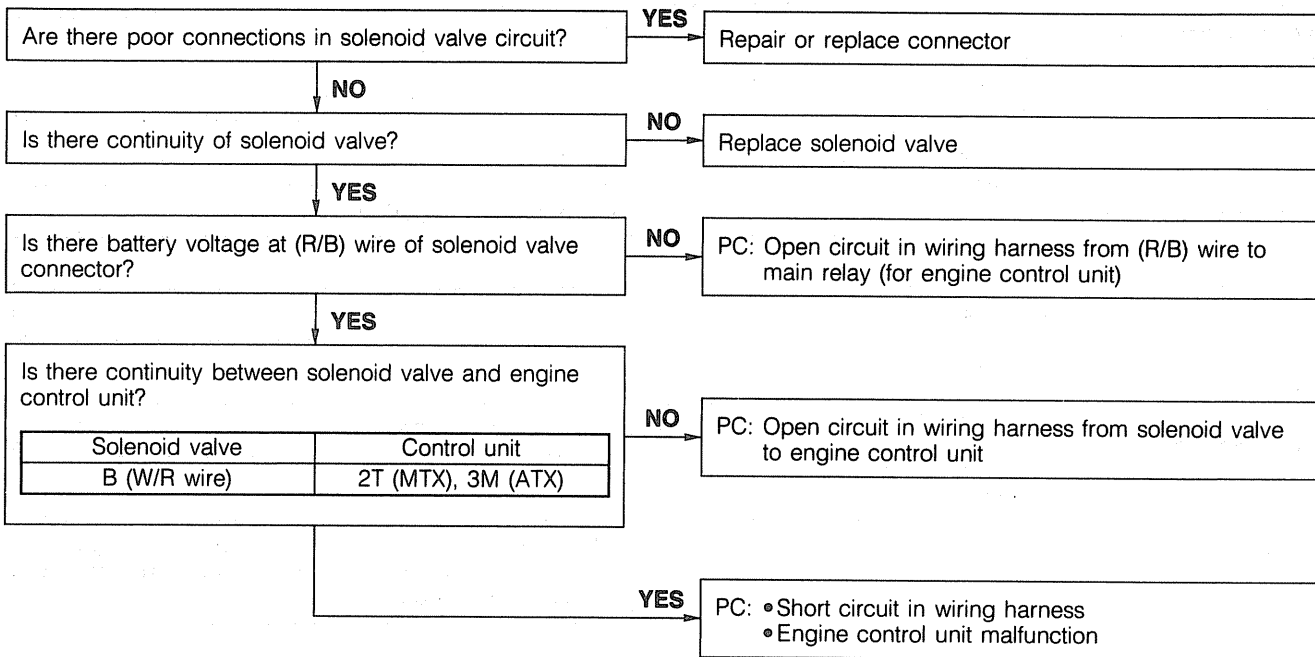 Are there poor connections in solenoid valve circuit?
YES
Repair or replace connector
NO
Is there continuity of solenoid valve?
NO
Replace solenoid valve
YES
Is there battery voltage at (R/B) wire of solenoid valve
connector?
NO
PC: Open circuit in wiring harness from (R/B) wire to
main relay (for engine control unit)
YES
Is there continuity between solenoid valve and engine
control unit?
Solenoid valve Control unit
B (W/R wire) 2T (MTX), 3M (ATX)
NO
PC: Open circuit in wiring harness from solenoid valve
to engine control unit
YES
PC: •Short circuit in wiring harness
•Engine control unit malfunction